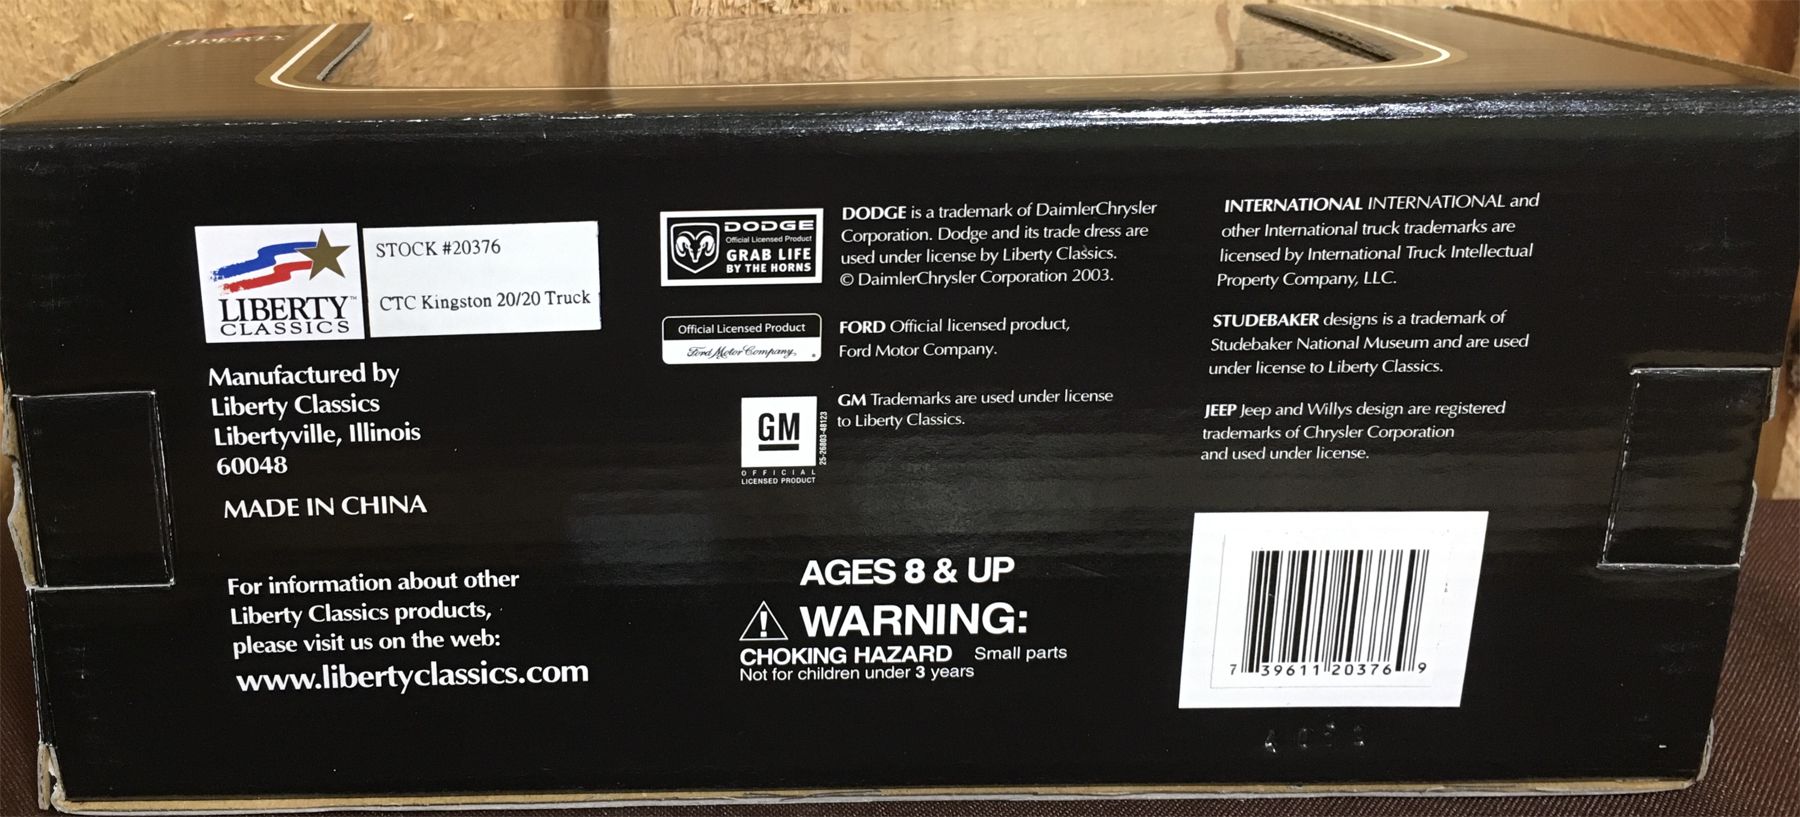 LIBERTY
LIBERTY™
CLASSICS
STOCK #20376
CTC Kingston 20/20 Truck
Manufactured by
Liberty Classics
Libertyville, Illinois
60048
MADE IN CHINA
For information about other
Liberty Classics products,
please visit us on the web:
www.libertyclassics.com
DODGE
Official Licensed Product
GRAB LIFE
BY THE HORNS
DODGE is a trademark of DaimlerChrysler
Corporation. Dodge and its trade dress are
used under license by Liberty Classics.
© DaimlerChrysler Corporation 2003.
Official Licensed Product
Ford Motor Company
FORD Official licensed product,
Ford Motor Company.
GM
OFFICIAL
LICENSED PRODUCT
25-26803-48123
GM Trademarks are used under license
to Liberty Classics.
AGES 8 & UP
WARNING:
CHOKING HAZARD Small parts
Not for children under 3 years
INTERNATIONAL INTERNATIONAL and
other International truck trademarks are
licensed by International Truck Intellectual
Property Company, LLC.
STUDEBAKER designs is a trademark of
Studebaker National Museum and are used
under license to Liberty Classics.
JEEP Jeep and Willys design are registered
trademarks of Chrysler Corporation
and used under license.
7 39611 20376 9